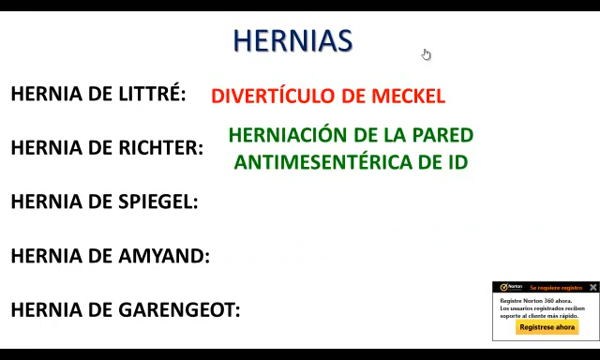 HERNIAS
HERNIA DE LITTRÉ: DIVERTÍCULO DE MECKEL
HERNIA DE RICHTER: HERNIACIÓN DE LA PARED
ANTIMESENTÉRICA DE ID
HERNIA DE SPIEGEL:
HERNIA DE AMYAND:
HERNIA DE GARENGEOT:
Norton
Se requiere registro
Registre Norton 360 ahora.
Los usuarios registrados reciben
soporte al cliente más rápido.
Regístrese ahora